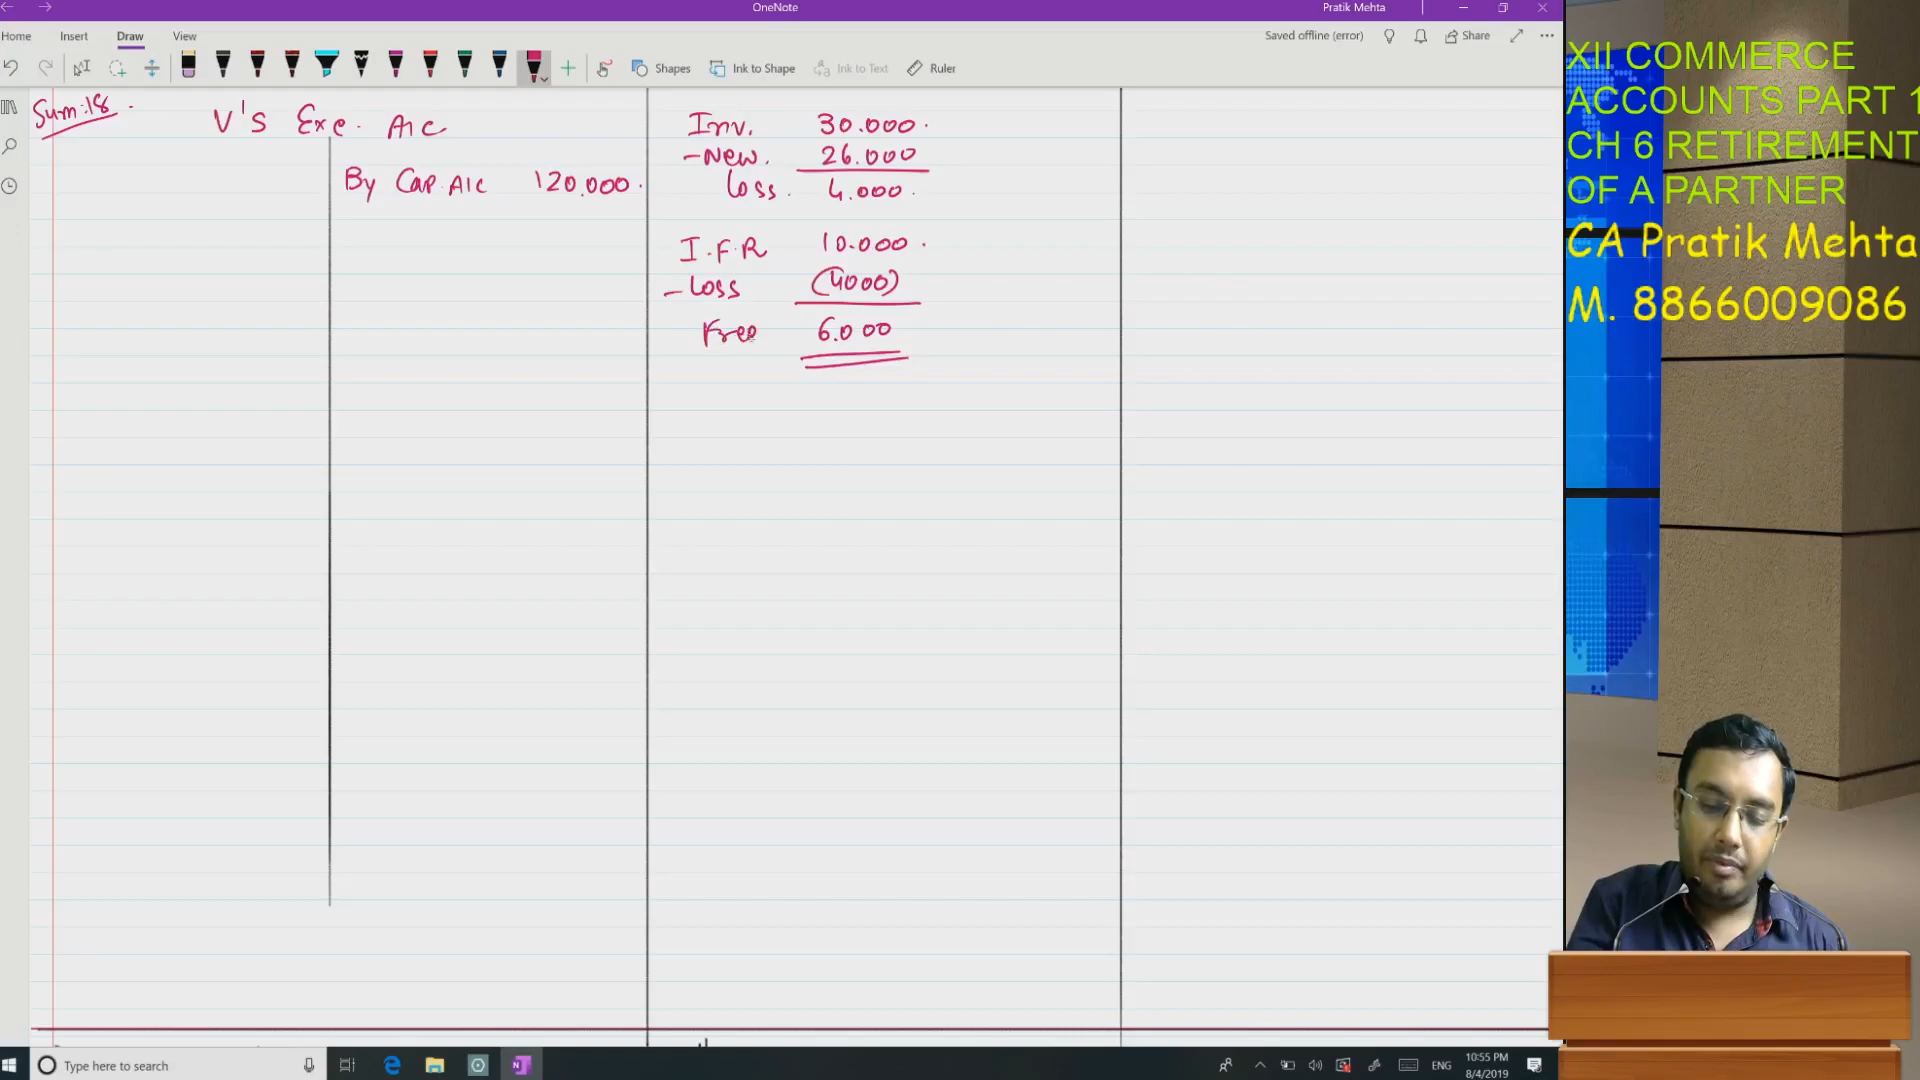 OneNote
Pratik Mehta
Home Insert Draw View
Saved offline (error)
Share
Shapes
Ink to Shape
Ink to Text
Ruler
Sum:18
V'S Exe. A/c
By Cap. A/c 120.000.
Inv. 30.000.
-New. 26.000
Loss. 4.000.
I.F.R 10.000.
-Loss (4000)
Free 6.000
XII COMMERCE
ACCOUNTS PART 1
CH 6 RETIREMENT
OF A PARTNER
CA Pratik Mehta
M. 8866009086
Type here to search
ENG
10:55 PM
8/4/2019